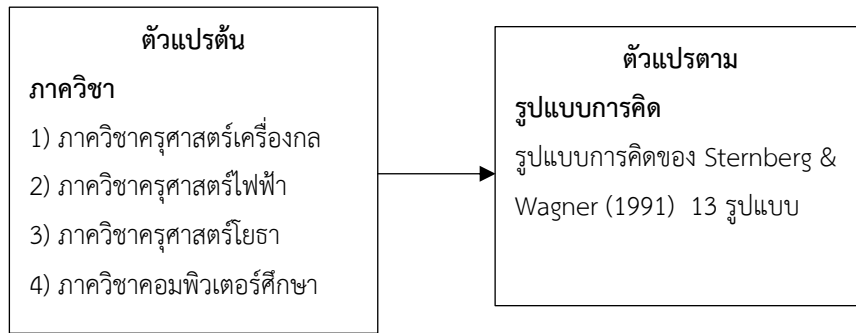 ตัวแปรต้น
ภาควิชา
1) ภาควิชาครุศาสตร์เครื่องกล
2) ภาควิชาครุศาสตร์ไฟฟ้า
3) ภาควิชาครุศาสตร์โยธา
4) ภาควิชาคอมพิวเตอร์ศึกษา
ตัวแปรตาม
รูปแบบการคิด
รูปแบบการคิดของ Sternberg &
Wagner (1991) 13 รูปแบบ